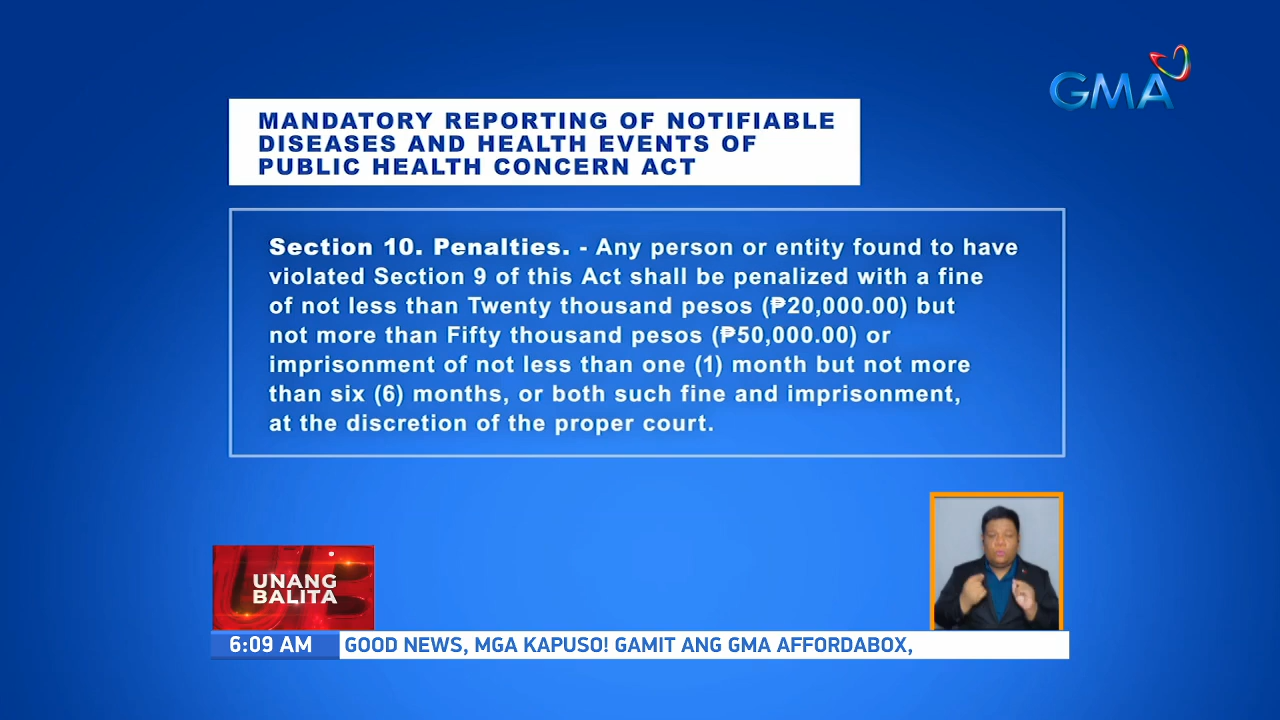 GMA
MANDATORY REPORTING OF NOTIFIABLE
DISEASES AND HEALTH EVENTS OF
PUBLIC HEALTH CONCERN ACT
Section 10. Penalties. - Any person or entity found to have
violated Section 9 of this Act shall be penalized with a fine
of not less than Twenty thousand pesos (₱20,000.00) but
not more than Fifty thousand pesos (₱50,000.00) or
imprisonment of not less than one (1) month but not more
than six (6) months, or both such fine and imprisonment,
at the discretion of the proper court.
UNANG
BALITA
6:09 AM
GOOD NEWS, MGA KAPUSO! GAMIT ANG GMA AFFORDABOX,